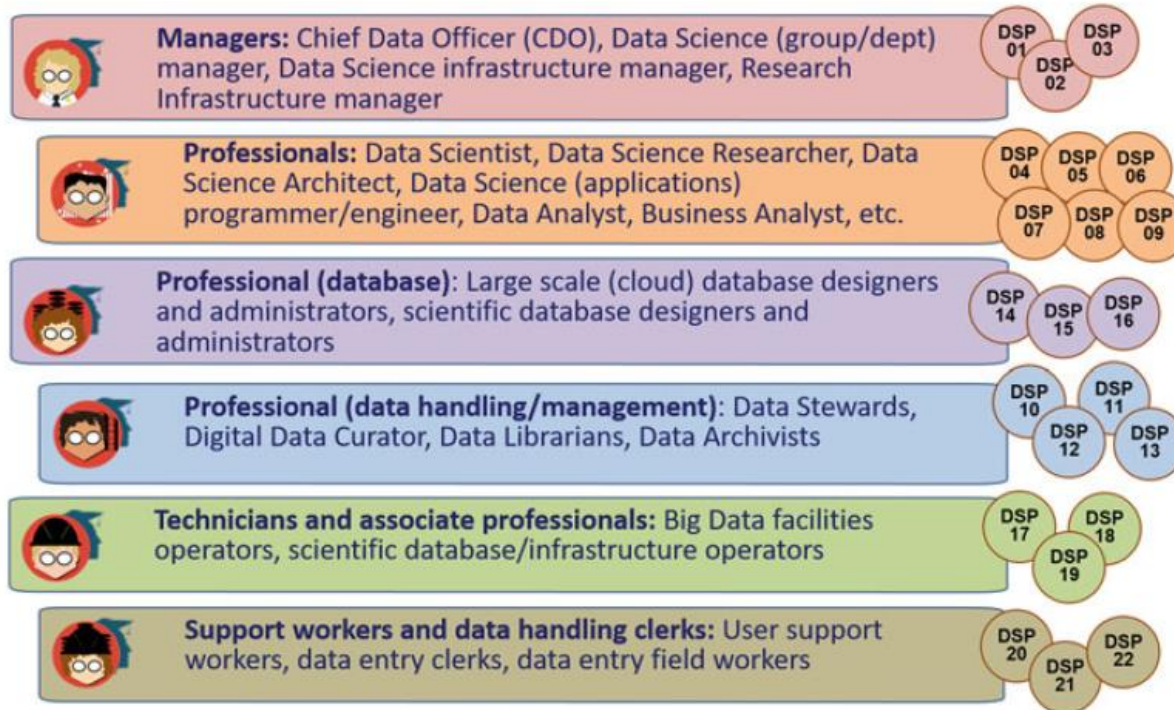 Managers: Chief Data Officer (CDO), Data Science (group/dept)
manager, Data Science infrastructure manager, Research
Infrastructure manager
DSP
01
DSP
02
DSP
03
Professionals: Data Scientist, Data Science Researcher, Data
Science Architect, Data Science (applications)
programmer/engineer, Data Analyst, Business Analyst, etc.
DSP
04
DSP
05
DSP
06
DSP
07
DSP
08
DSP
09
Professional (database): Large scale (cloud) database designers
and administrators, scientific database designers and
administrators
DSP
14
DSP
15
DSP
16
Professional (data handling/management): Data Stewards,
Digital Data Curator, Data Librarians, Data Archivists
DSP
10
DSP
11
DSP
12
DSP
13
Technicians and associate professionals: Big Data facilities
operators, scientific database/infrastructure operators
DSP
17
DSP
18
DSP
19
Support workers and data handling clerks: User support
workers, data entry clerks, data entry field workers
DSP
20
DSP
21
DSP
22